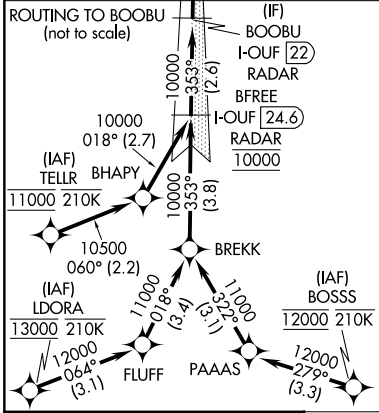 ROUTING TO BOOBU
(not to scale)
(IF)
BOOBU
I-OUF 22
RADAR
10000
353°
(2.6)
BFREE
I-OUF 24.6
RADAR
10000
10000
018° (2.7)
(IAF)
TELLR
11000 210K
BHAPY
10500
060° (2.2)
10000
353°
(3.8)
BREKK
(IAF)
LDORA
13000 210K
11000
018°
(3.4)
11000
322°
(3.1)
(IAF)
BOSSS
12000 210K
12000
064°
(3.1)
FLUFF
PAAAS
12000
279°
(3.3)